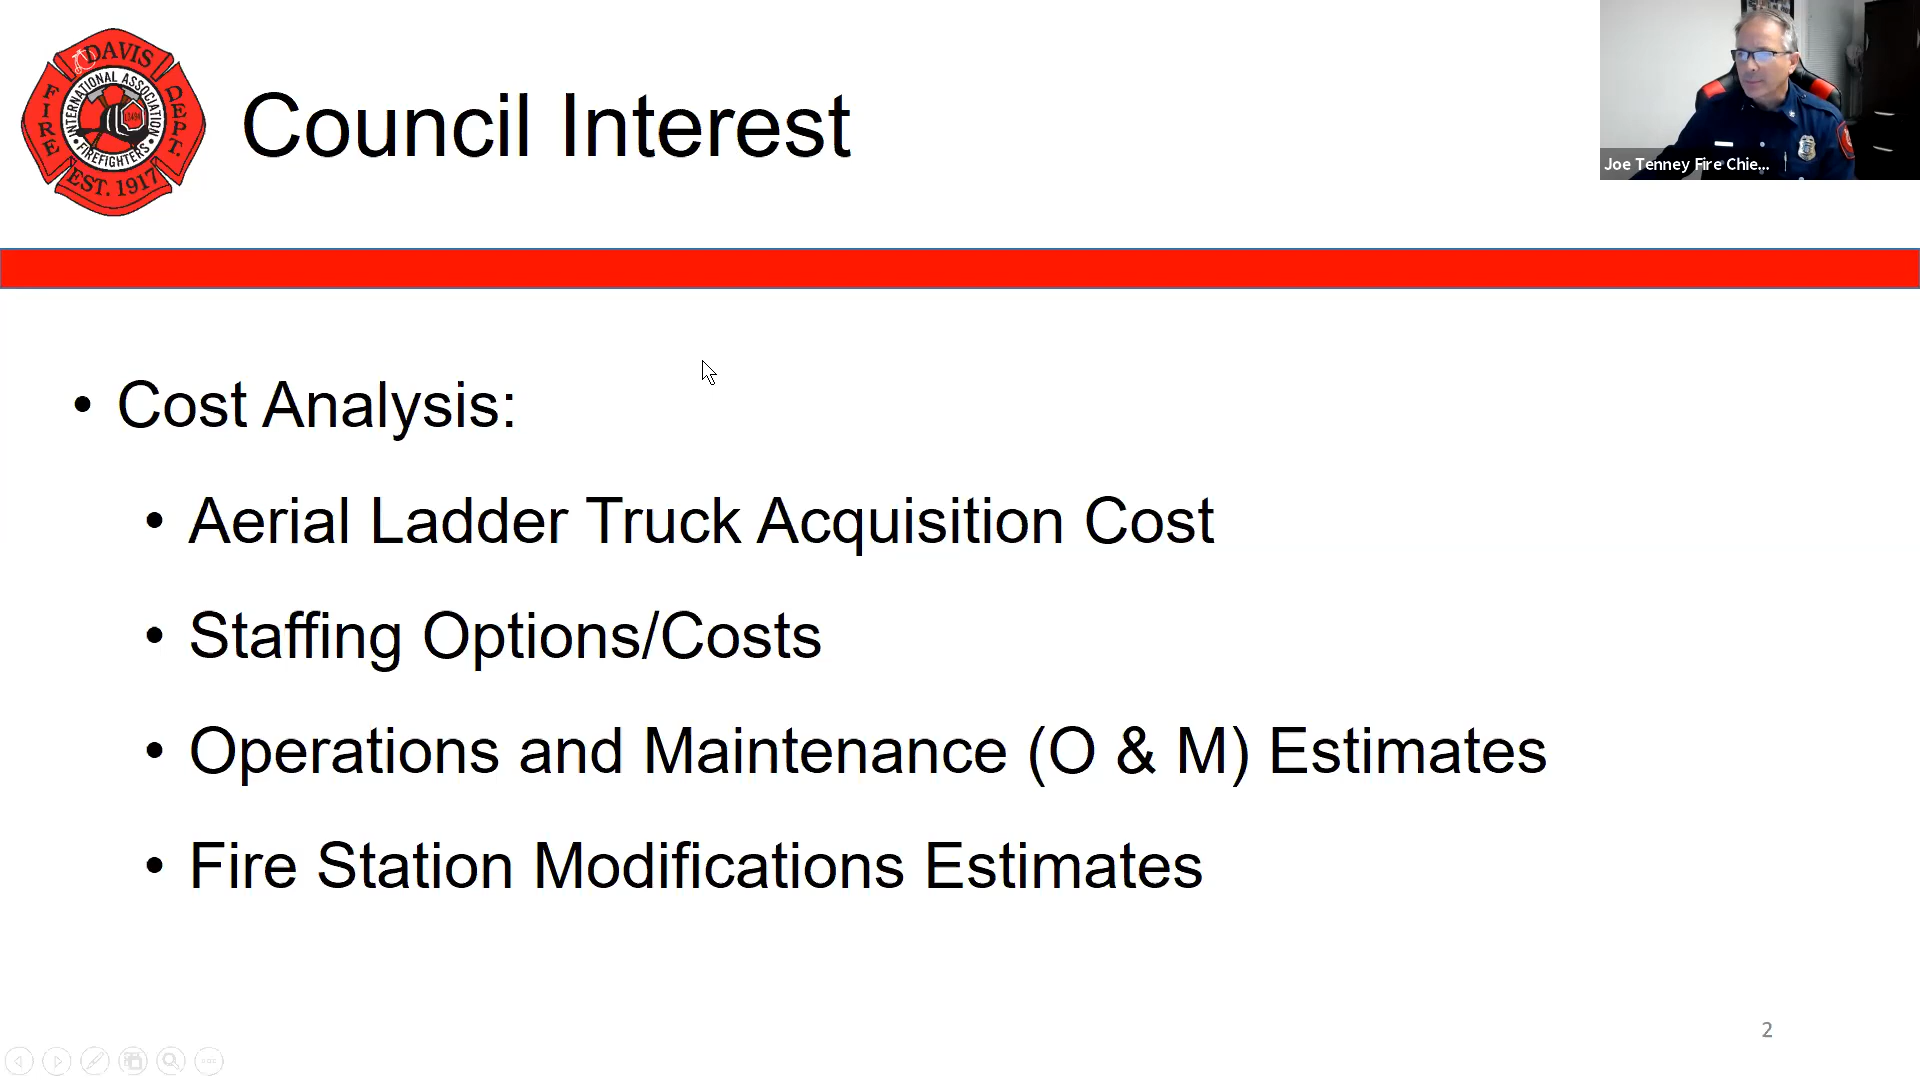 DAVIS
FIRE
DEPT.
INTERNATIONAL ASSOCIATION
FIREFIGHTERS
EST. 1917
Council Interest
Joe Tenney Fire Chie...
• Cost Analysis:
• Aerial Ladder Truck Acquisition Cost
• Staffing Options/Costs
• Operations and Maintenance (O & M) Estimates
• Fire Station Modifications Estimates
2